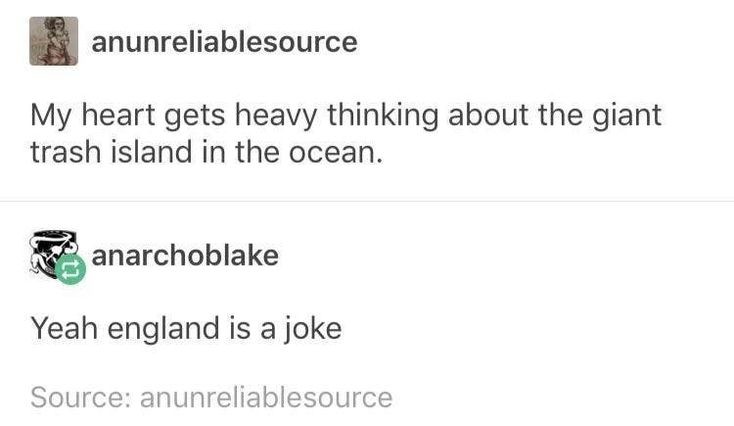 anunreliablesource
My heart gets heavy thinking about the giant
trash island in the ocean.
anarchoblake
Yeah england is a joke
Source: anunreliablesource